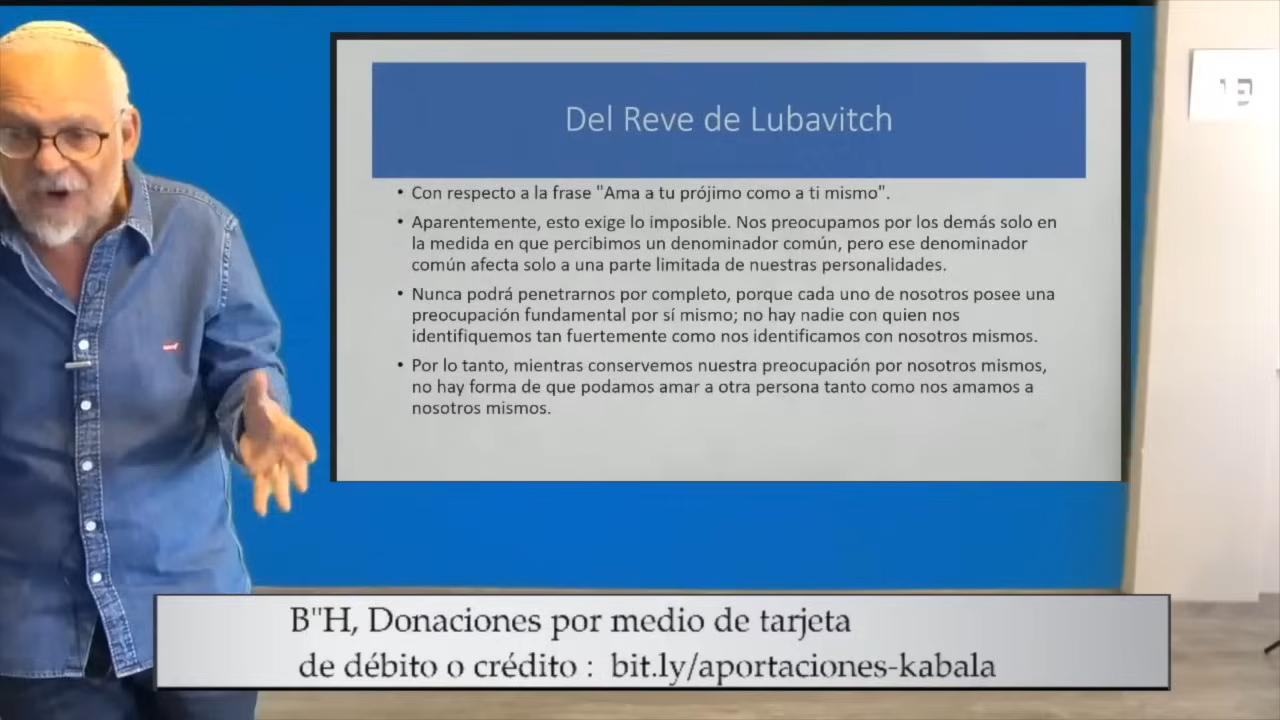 Del Reve de Lubavitch
• Con respecto a la frase "Ama a tu prójimo como a ti mismo".
• Aparentemente, esto exige lo imposible. Nos preocupamos por los demás solo en
la medida en que percibimos un denominador común, pero ese denominador
común afecta solo a una parte limitada de nuestras personalidades.
• Nunca podrá penetrarnos por completo, porque cada uno de nosotros posee una
preocupación fundamental por sí mismo; no hay nadie con quien nos
identifiquemos tan fuertemente como nos identificamos con nosotros mismos.
• Por lo tanto, mientras conservemos nuestra preocupación por nosotros mismos,
no hay forma de que podamos amar a otra persona tanto como nos amamos a
nosotros mismos.
B"H, Donaciones por medio de tarjeta
de débito o crédito : bit.ly/aportaciones-kabala